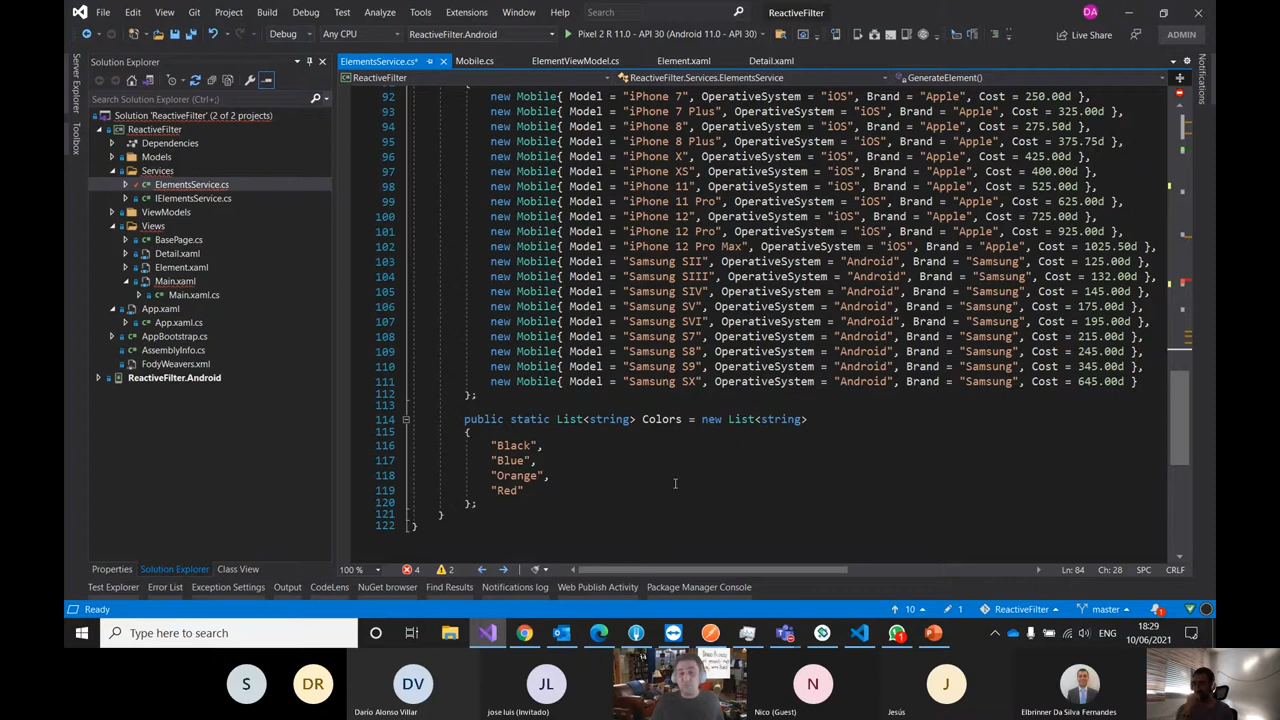 File Edit View Git Project Build Debug Test Analyze Tools Extensions Window Help Search ReactiveFilter DA
Debug Any CPU ReactiveFilter.Android Pixel 2 R 11.0 - API 30 (Android 11.0 - API 30) Live Share ADMIN
Server Explorer
Toolbox
Notifications
Solution Explorer
Search Solution Explorer (Ctrl+;)
Solution 'ReactiveFilter' (2 of 2 projects)
ReactiveFilter
Dependencies
Models
Services
ElementsService.cs
IElementsService.cs
ViewModels
Views
BasePage.cs
Detail.xaml
Element.xaml
Main.xaml
Main.xaml.cs
App.xaml
App.xaml.cs
AppBootstrap.cs
AssemblyInfo.cs
FodyWeavers.xml
ReactiveFilter.Android
Properties Solution Explorer Class View
ElementsService.cs* Mobile.cs ElementViewModel.cs Element.xaml Detail.xaml
ReactiveFilter ReactiveFilter.Services.ElementsService GenerateElement()
92 new Mobile{ Model = "iPhone 7", OperativeSystem = "iOS", Brand = "Apple", Cost = 250.00d },
93 new Mobile{ Model = "iPhone 7 Plus", OperativeSystem = "iOS", Brand = "Apple", Cost = 325.00d },
94 new Mobile{ Model = "iPhone 8", OperativeSystem = "iOS", Brand = "Apple", Cost = 275.50d },
95 new Mobile{ Model = "iPhone 8 Plus", OperativeSystem = "iOS", Brand = "Apple", Cost = 375.75d },
96 new Mobile{ Model = "iPhone X", OperativeSystem = "iOS", Brand = "Apple", Cost = 425.00d },
97 new Mobile{ Model = "iPhone XS", OperativeSystem = "iOS", Brand = "Apple", Cost = 400.00d },
98 new Mobile{ Model = "iPhone 11", OperativeSystem = "iOS", Brand = "Apple", Cost = 525.00d },
99 new Mobile{ Model = "iPhone 11 Pro", OperativeSystem = "iOS", Brand = "Apple", Cost = 625.00d },
100 new Mobile{ Model = "iPhone 12", OperativeSystem = "iOS", Brand = "Apple", Cost = 725.00d },
101 new Mobile{ Model = "iPhone 12 Pro", OperativeSystem = "iOS", Brand = "Apple", Cost = 925.00d },
102 new Mobile{ Model = "iPhone 12 Pro Max", OperativeSystem = "iOS", Brand = "Apple", Cost = 1025.50d },
103 new Mobile{ Model = "Samsung SII", OperativeSystem = "Android", Brand = "Samsung", Cost = 125.00d },
104 new Mobile{ Model = "Samsung SIII", OperativeSystem = "Android", Brand = "Samsung", Cost = 132.00d },
105 new Mobile{ Model = "Samsung SIV", OperativeSystem = "Android", Brand = "Samsung", Cost = 145.00d },
106 new Mobile{ Model = "Samsung SV", OperativeSystem = "Android", Brand = "Samsung", Cost = 175.00d },
107 new Mobile{ Model = "Samsung SVI", OperativeSystem = "Android", Brand = "Samsung", Cost = 195.00d },
108 new Mobile{ Model = "Samsung S7", OperativeSystem = "Android", Brand = "Samsung", Cost = 215.00d },
109 new Mobile{ Model = "Samsung S8", OperativeSystem = "Android", Brand = "Samsung", Cost = 245.00d },
110 new Mobile{ Model = "Samsung S9", OperativeSystem = "Android", Brand = "Samsung", Cost = 345.00d },
111 new Mobile{ Model = "Samsung SX", OperativeSystem = "Android", Brand = "Samsung", Cost = 645.00d }
112 };
113
114 public static List<string> Colors = new List<string>
115 {
116 "Black",
117 "Blue",
118 "Orange",
119 "Red"
120 };
121 }
122 }
100 % 4 2 Ln: 84 Ch: 28 SPC CRLF
Test Explorer Error List Exception Settings Output CodeLens NuGet browser Find Results Bookmarks Notifications log Web Publish Activity Package Manager Console
Ready 10 1 ReactiveFilter master 1
Type here to search ENG 18:29
10/06/2021
S DR DV JL N J
Darío Alonso Villar jose luis (Invitado) Nico (Guest) Jesús Elbrinner Da Silva Fernandes